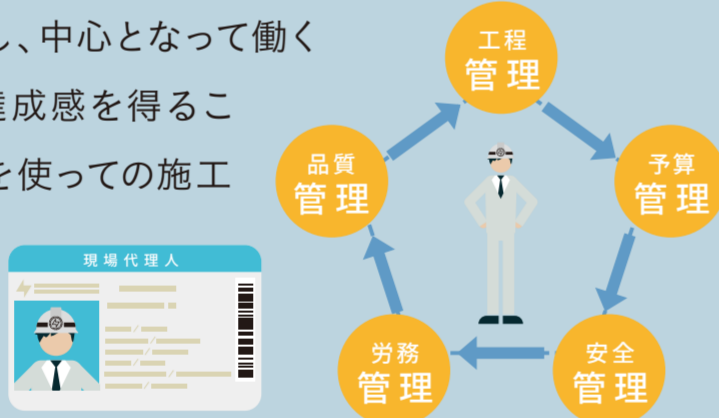 し、中心となって働く
達成感を得るこ
を使っての施工
工程
管理
品質
管理
予算
管理
労務
管理
安全
管理
現場代理人